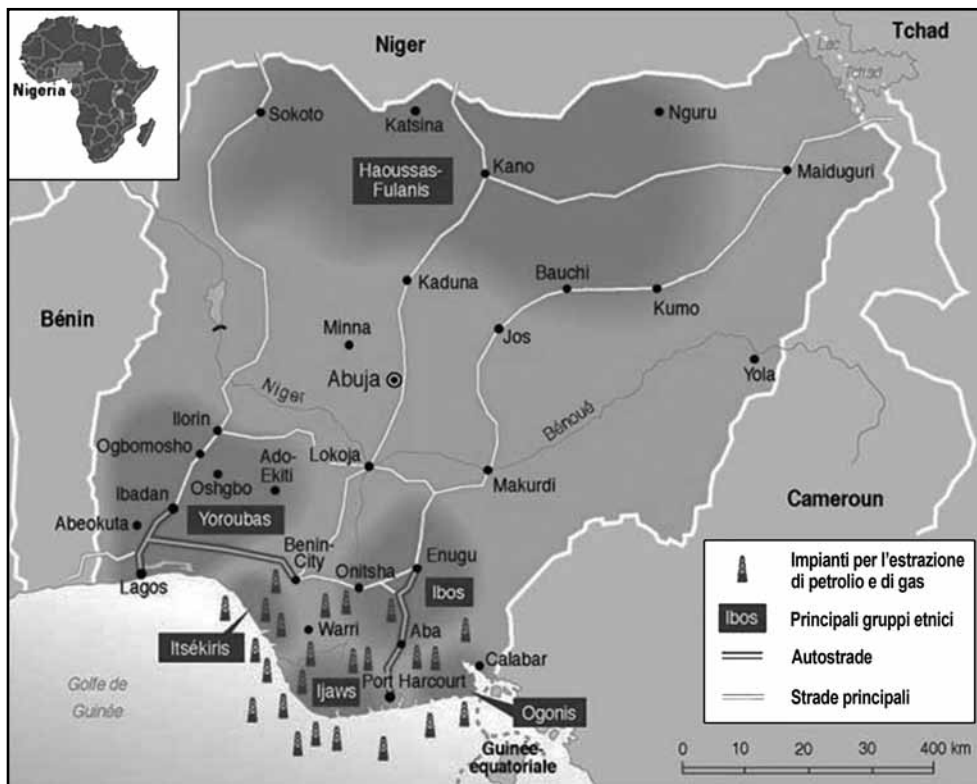 Nigeria
Niger
Tchad
Lac
Tchad
Sokoto
Katsina
Nguru
Haoussas-
Fulanis
Kano
Maiduguri
Kaduna
Bauchi
Kumo
Bénin
Minna
Jos
Abuja
Yola
Niger
Bénoué
Ilorin
Ogbomosho
Ado-
Ekiti
Lokoja
Oshgbo
Makurdi
Ibadan
Cameroun
Abeokuta
Yoroubas
Benin-
City
Enugu
Onitsha
Lagos
Ibos
Warri
Itsékiris
Aba
Calabar
Ijaws
Port Harcourt
Golfe de
Guinée
Ogonis
Guinée-
équatoriale
Impianti per l'estrazione
di petrolio e di gas
Ibos
Principali gruppi etnici
Autostrade
Strade principali
0 10 20 30 400 km